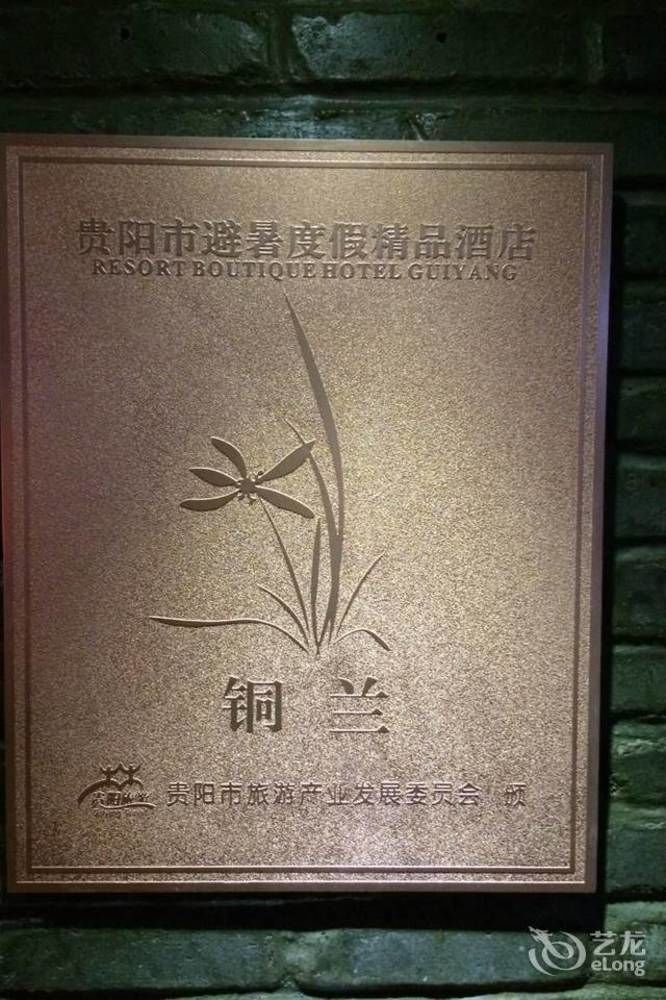 贵阳市避暑度假精品酒店
RESORT BOUTIQUE HOTEL GUIYANG
铜 兰
贵阳市旅游产业发展委员会 颁
艺龙
eLong